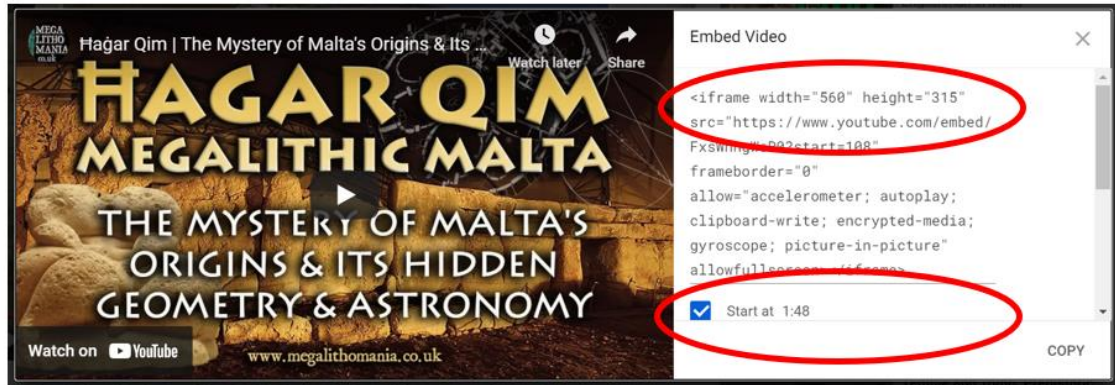 MEGA
LITHO
MANIA
m.uk
Ħaġar Qim | The Mystery of Malta's Origins & Its ...
Watch later
Share
ĦAGAR QIM
MEGALITHIC MALTA
THE MYSTERY OF MALTA'S
ORIGINS & ITS HIDDEN
GEOMETRY & ASTRONOMY
Watch on YouTube
www.megalithomania.co.uk
Embed Video
<iframe width="560" height="315"
src="https://www.youtube.com/embed/
frameborder="0"
allow="accelerometer; autoplay;
clipboard-write; encrypted-media;
gyroscope; picture-in-picture"
allowfullscreen></iframe>
Start at 1:48
COPY